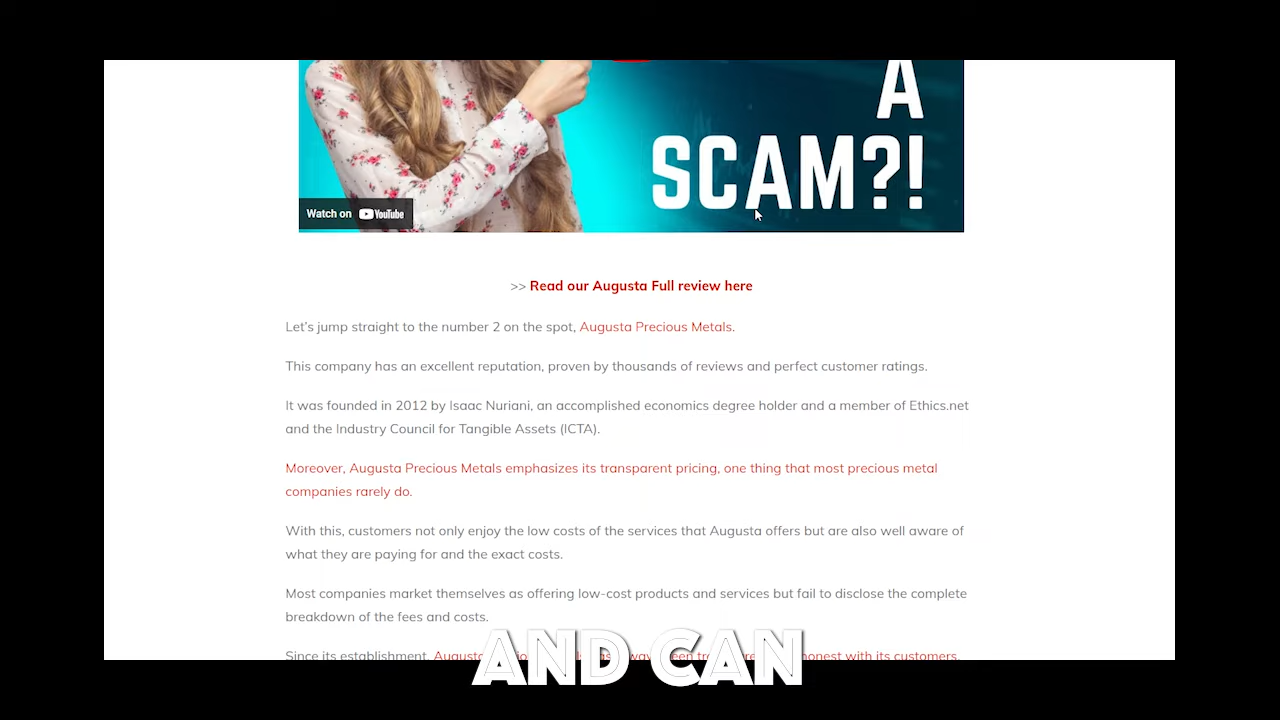 A
SCAM?!
Watch on YouTube
>> Read our Augusta Full review here
Let's jump straight to the number 2 on the spot, Augusta Precious Metals.
This company has an excellent reputation, proven by thousands of reviews and perfect customer ratings.
It was founded in 2012 by Isaac Nuriani, an accomplished economics degree holder and a member of Ethics.net
and the Industry Council for Tangible Assets (ICTA).
Moreover, Augusta Precious Metals emphasizes its transparent pricing, one thing that most precious metal
companies rarely do.
With this, customers not only enjoy the low costs of the services that Augusta offers but are also well aware of
what they are paying for and the exact costs.
Most companies market themselves as offering low-cost products and services but fail to disclose the complete
breakdown of the fees and costs.
Since its establishment, honest with its customers.
AND CAN